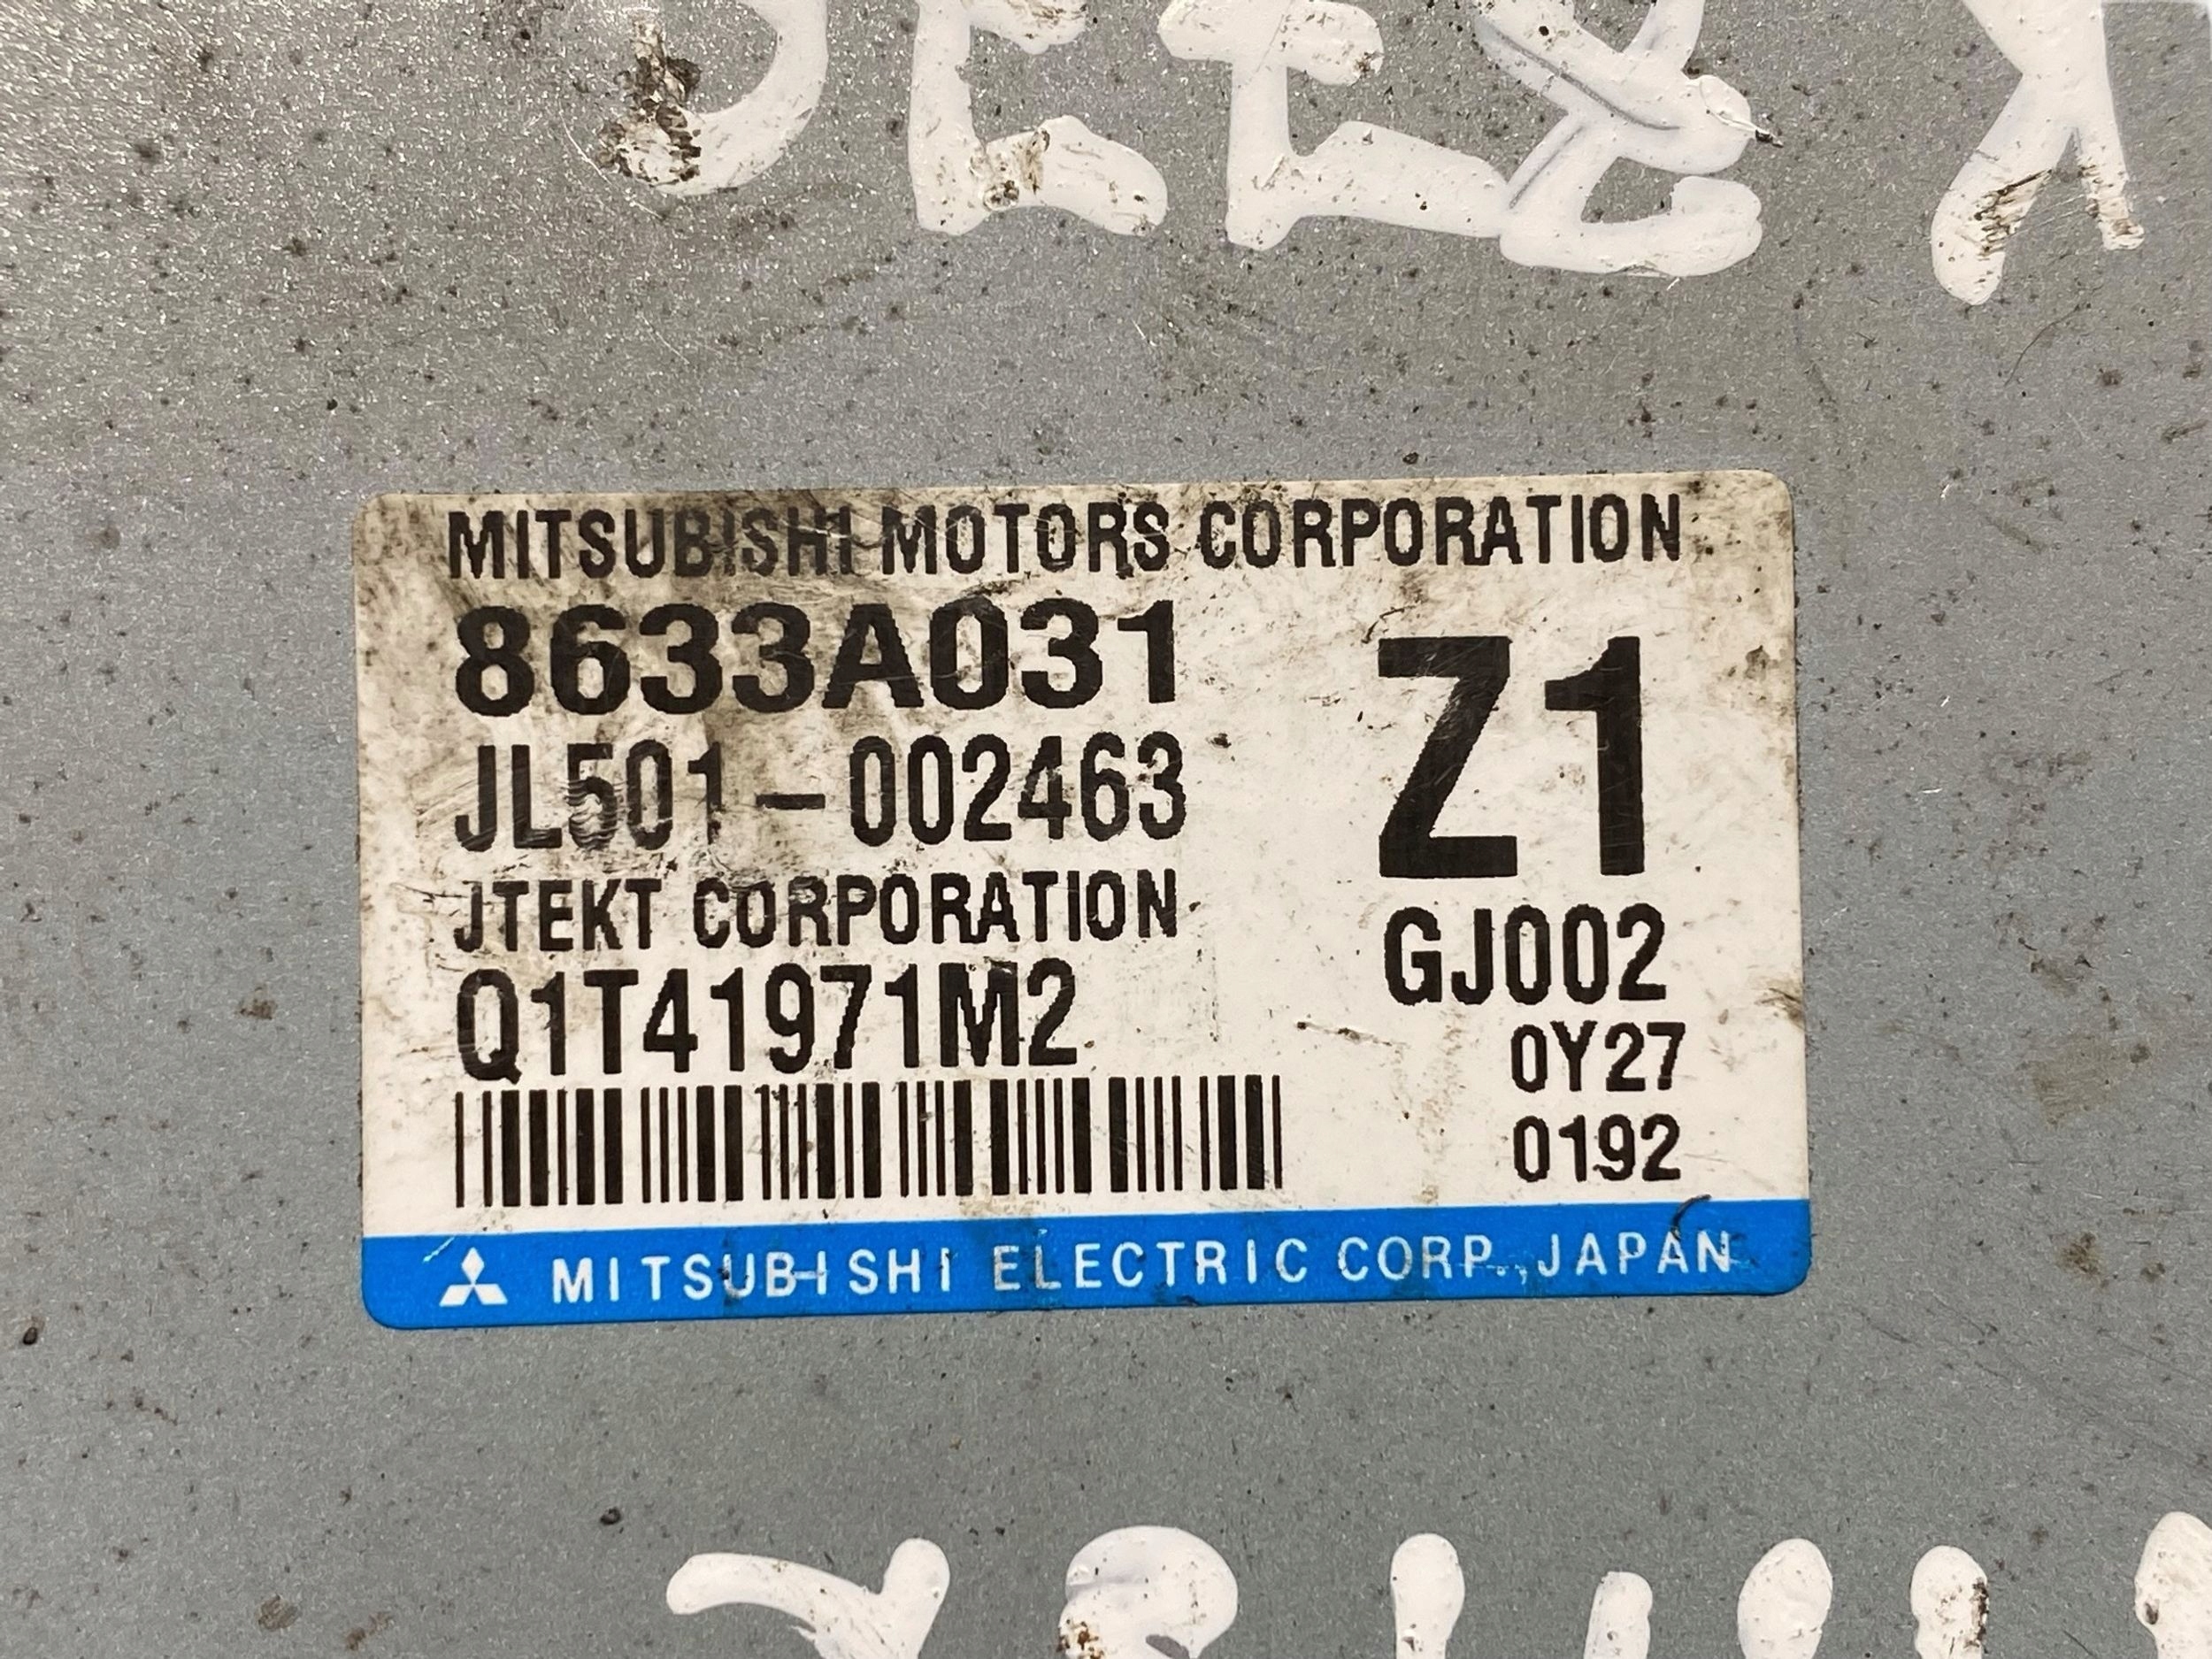 MITSUBISHI MOTORS CORPORATION
8633A031
Z1
JL501-002463
JTEKT CORPORATION
GJ002
Q1T41971M2
0Y27
0192
MITSUBISHI ELECTRIC CORP., JAPAN